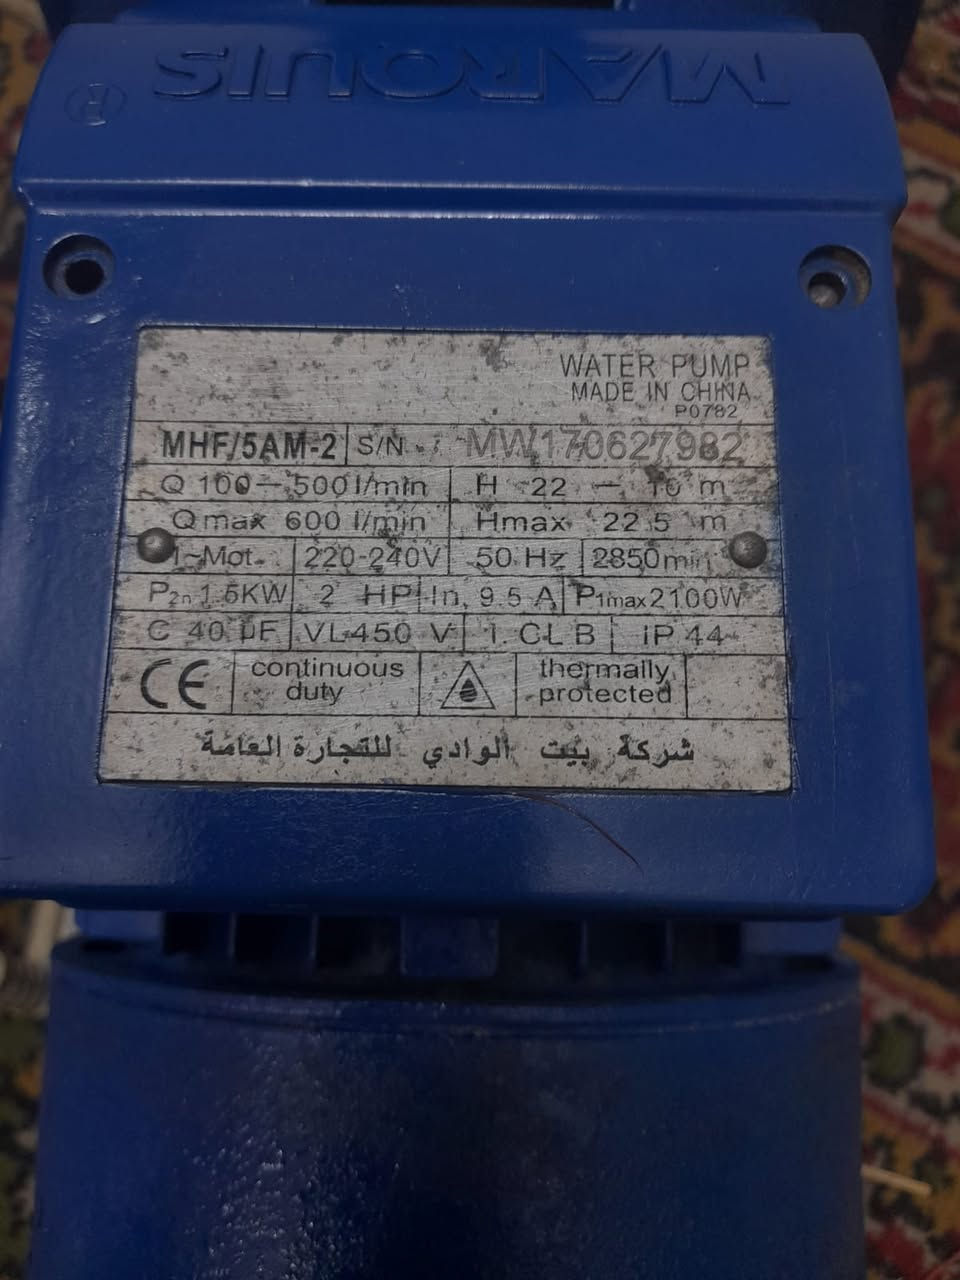 MARQUIS
WATER PUMP
MADE IN CHINA
P0782
MHF/5AM-2 S/N MW170627982
Q 100 — 500 l/min H 22 — 10 m
Qmax 600 l/min Hmax 22.5 m
1~Mot. 220-240V 50 Hz 2850min
P2n 1.5KW 2 HP In. 9.5 A P1max2100W
C 40 µF VL 450 V I. CL B IP 44
CE continuous duty thermally protected
شركة بيت الوادي للتجارة العامة